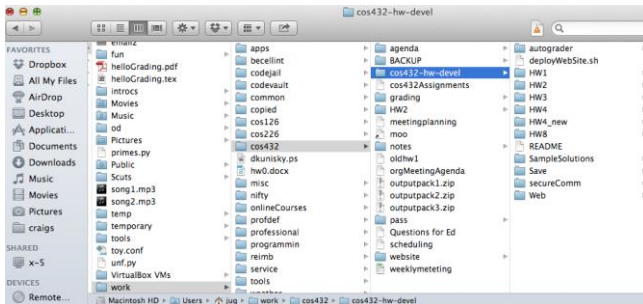 cos432-hw-devel
FAVORITES
Dropbox
All My Files
AirDrop
Desktop
Applicati...
Documents
Downloads
Music
Movies
Pictures
craigs
SHARED
x-5
DEVICES
Remote...
email2
fun
helloGrading.pdf
helloGrading.tex
introcs
Movies
Music
od
Pictures
primes.py
Public
Scuts
song1.mp3
song2.mp3
temp
temporary
tools
toy.conf
unf.py
VirtualBox VMs
work
apps
becellint
codejail
codevault
common
copied
cos126
cos226
cos432
dkunisky.ps
hw0.docx
misc
nifty
onlineCourses
profdef
professional
programmin
reimb
service
tools
weather
agenda
BACKUP
cos432-hw-devel
cos432Assignments
grading
HW2
meetingplanning
moo
notes
oldhw1
orgMeetingAgenda
outputpack1.zip
outputpack2.zip
outputpack3.zip
pass
Questions for Ed
scheduling
website
weeklymeteting
autograder
deployWebSite.sh
HW1
HW2
HW3
HW4
HW4_new
HW8
README
SampleSolutions
Save
secureComm
Web
Macintosh HD ▸ Users ▸ jug ▸ work ▸ cos432 ▸ cos432-hw-devel